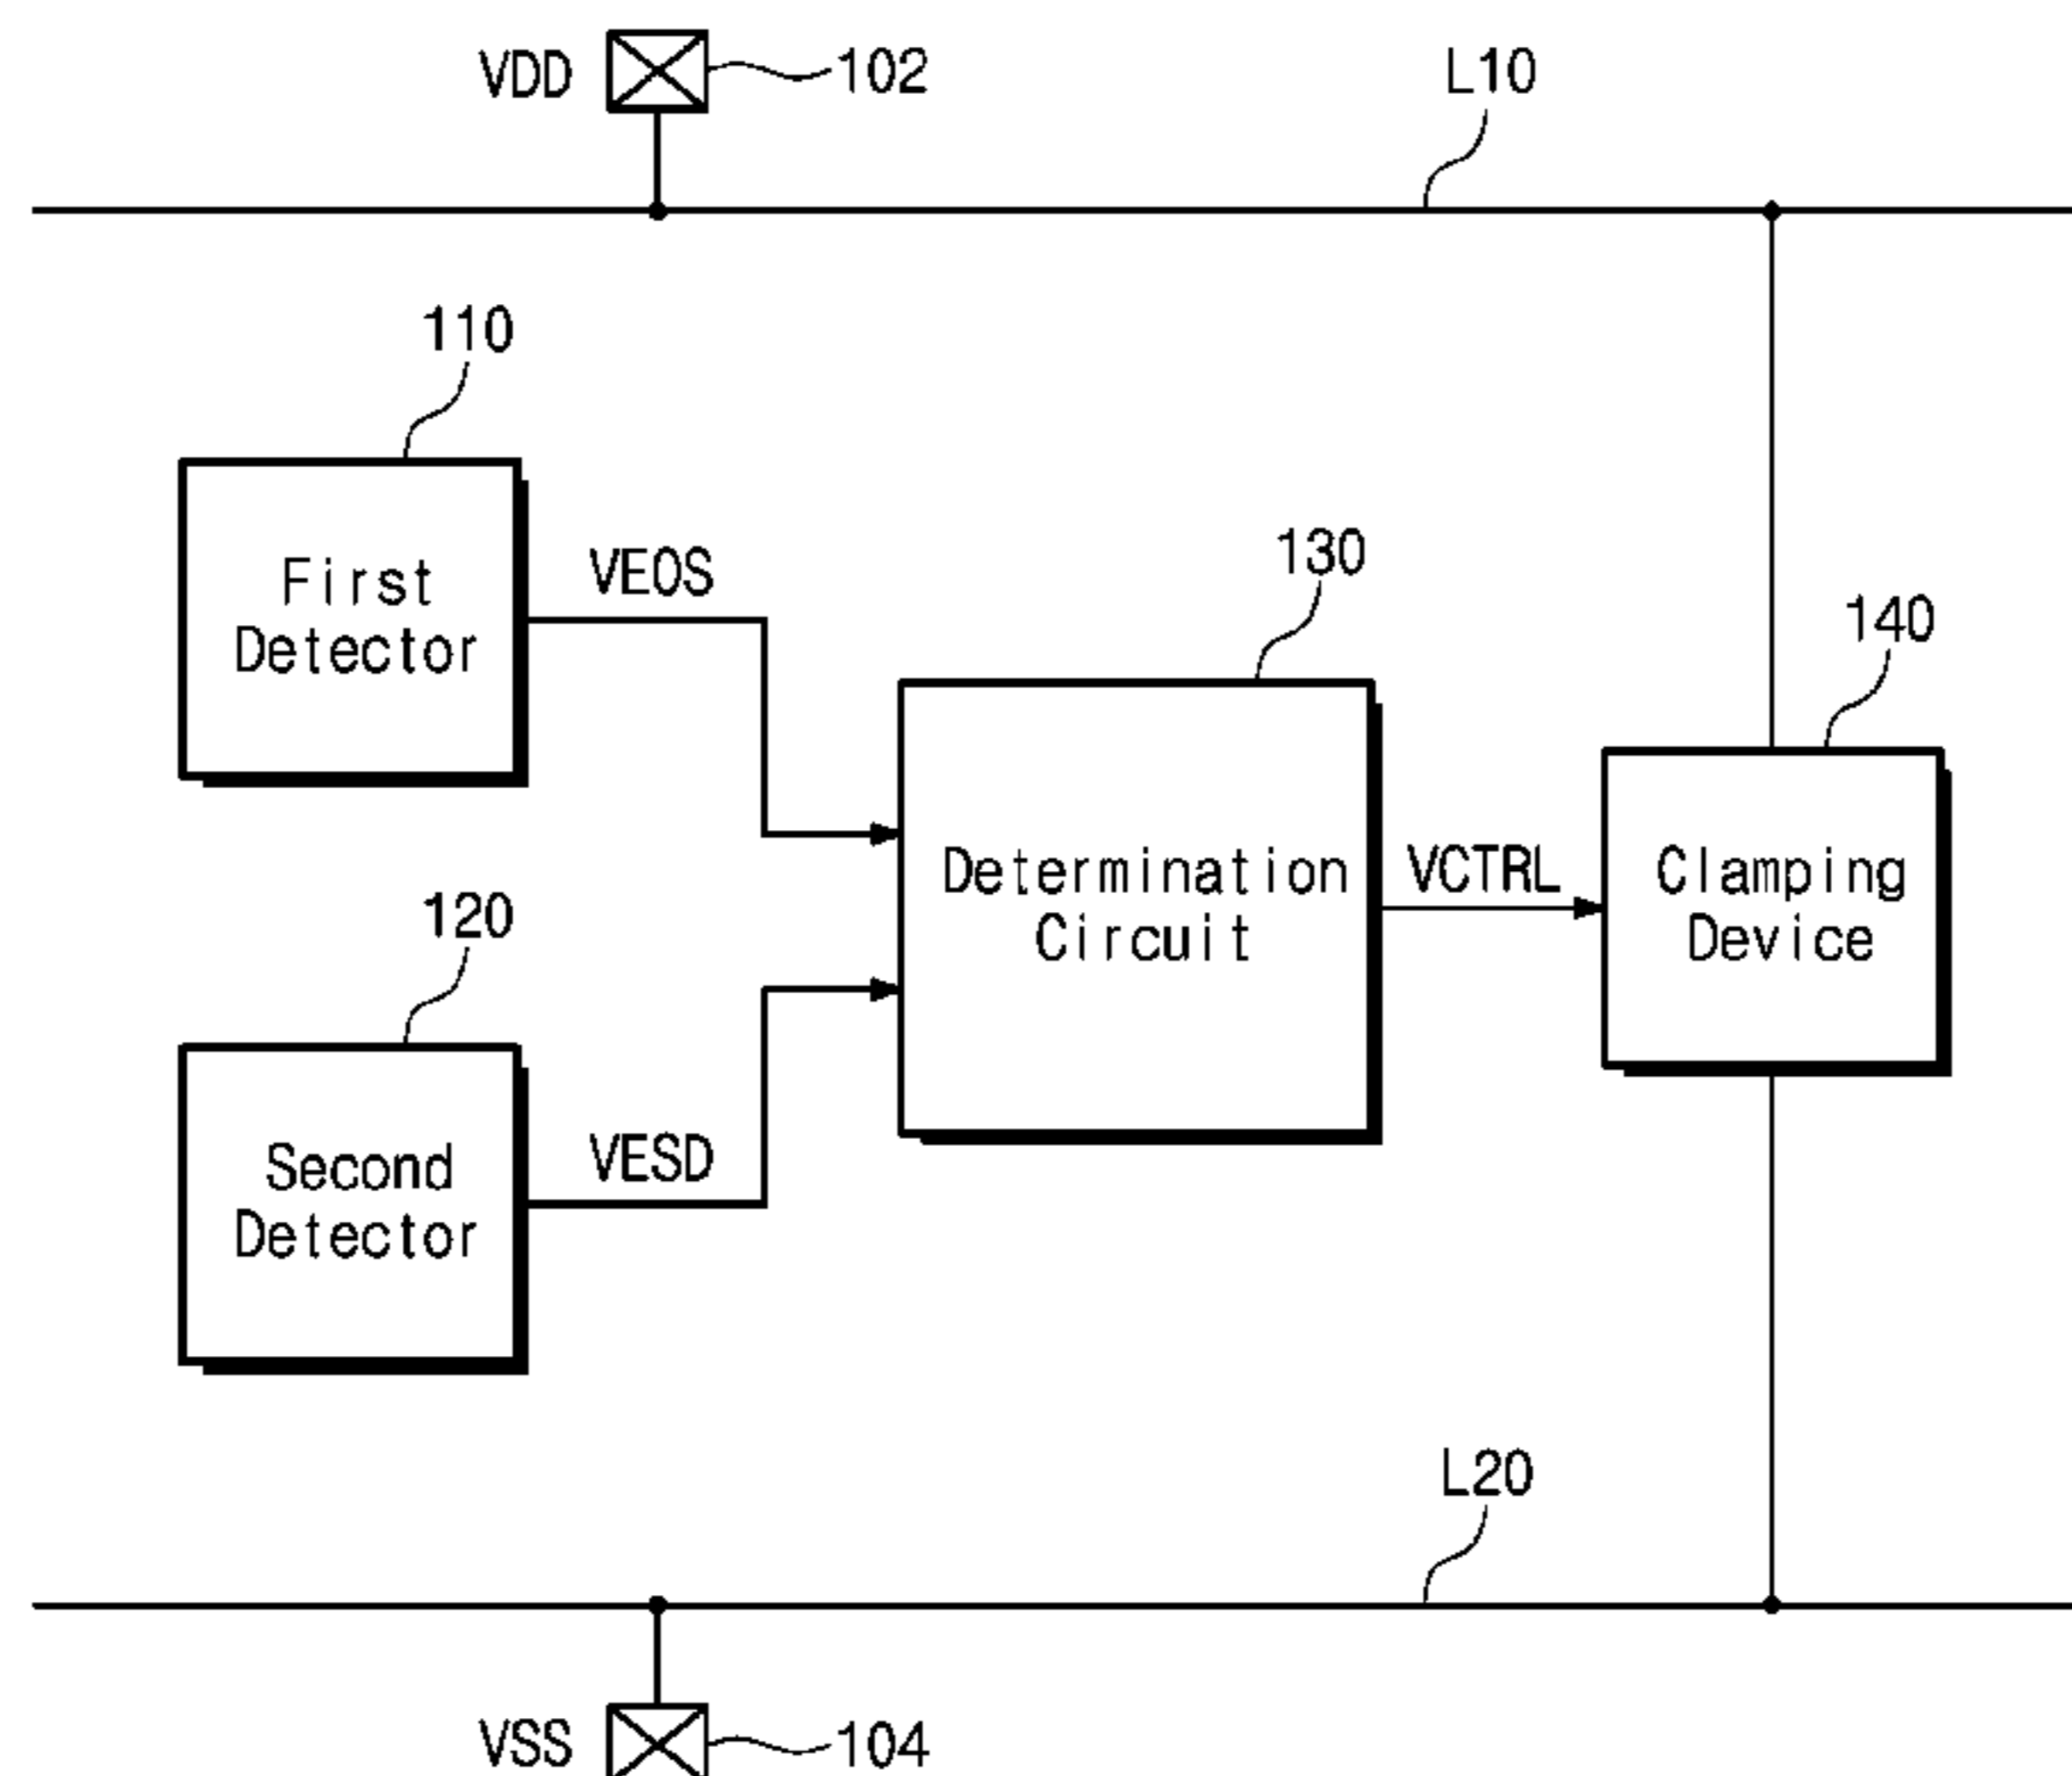 VDD 102 L10
110
First
Detector
VEOS
130
140
Determination
Circuit
VCTRL
Clamping
Device
120
Second
Detector
VESD
L20
VSS 104